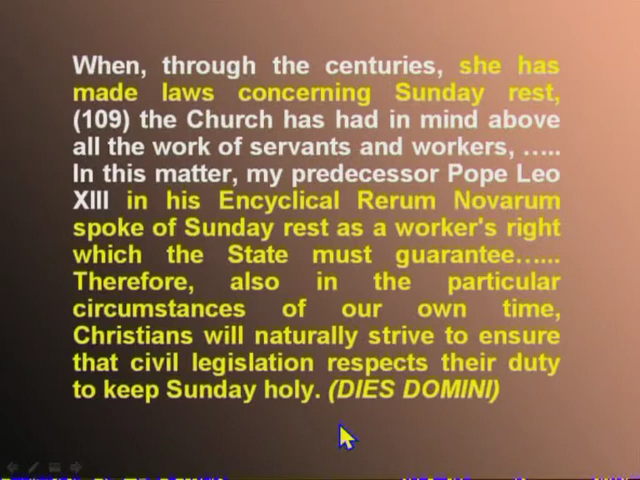 When, through the centuries, she has
made laws concerning Sunday rest,
(109) the Church has had in mind above
all the work of servants and workers, .....
In this matter, my predecessor Pope Leo
XIII in his Encyclical Rerum Novarum
spoke of Sunday rest as a worker's right
which the State must guarantee......
Therefore, also in the particular
circumstances of our own time,
Christians will naturally strive to ensure
that civil legislation respects their duty
to keep Sunday holy. (DIES DOMINI)